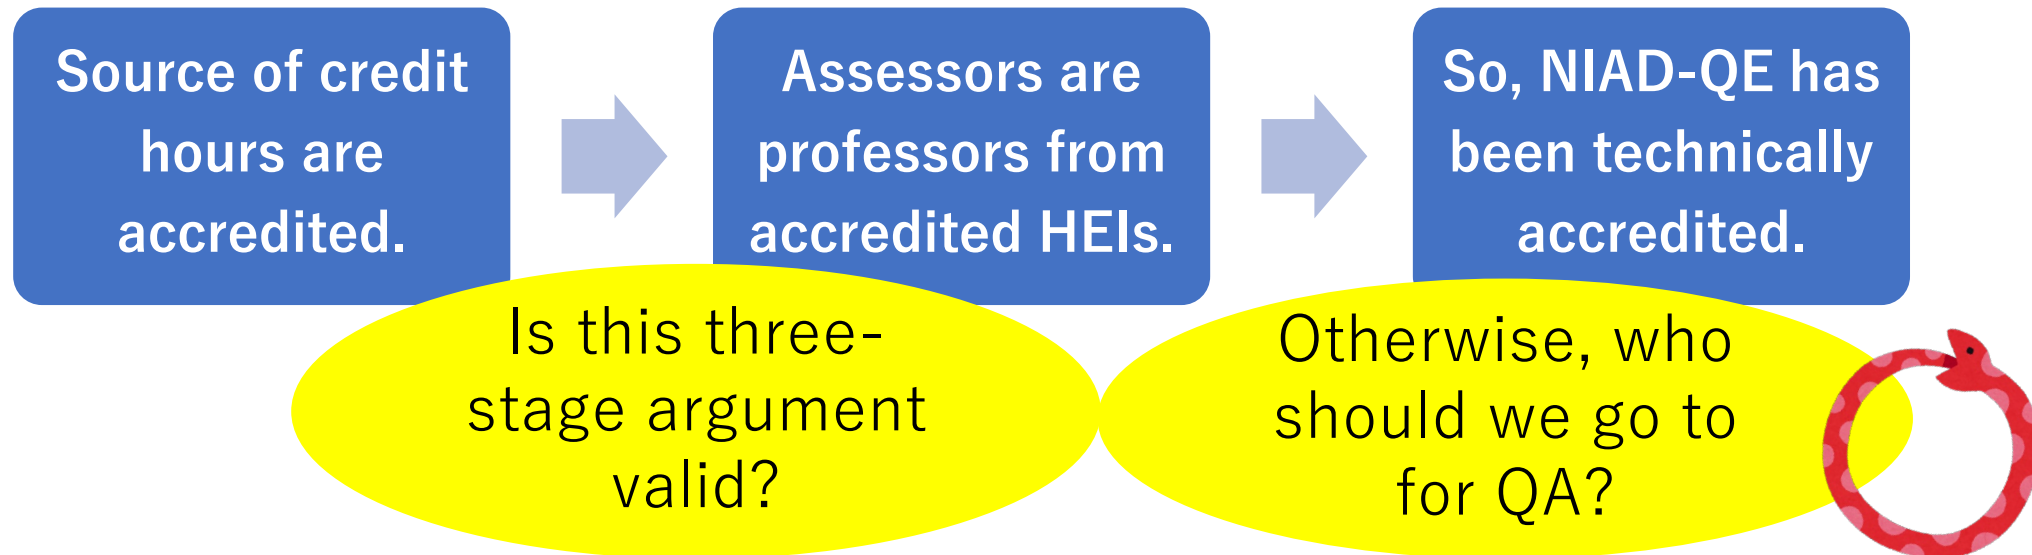 Source of credit
hours are
accredited.
Assessors are
professors from
accredited HEIs.
So, NIAD-QE has
been technically
accredited.
Is this three-
stage argument
valid?
Otherwise, who
should we go to
for QA?